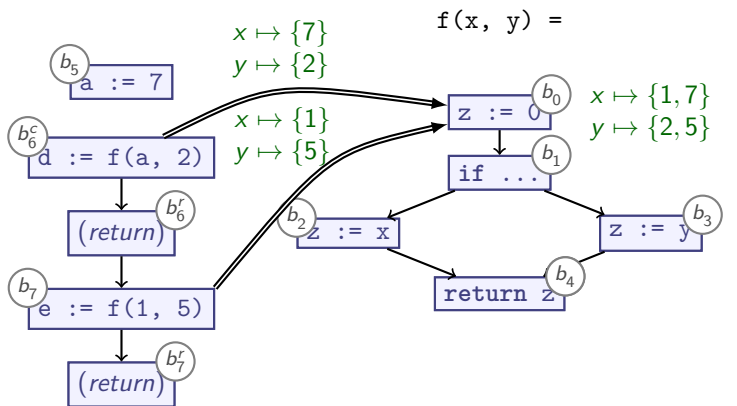 f(x, y) =
x ↦ {7}
y ↦ {2}
b5
a := 7
b0
z := 0
x ↦ {1, 7}
y ↦ {2, 5}
x ↦ {1}
y ↦ {5}
b6c
d := f(a, 2)
b1
if ...
b6r
(return)
b2
z := x
b3
z := y
b7
e := f(1, 5)
b4
return z
b7r
(return)